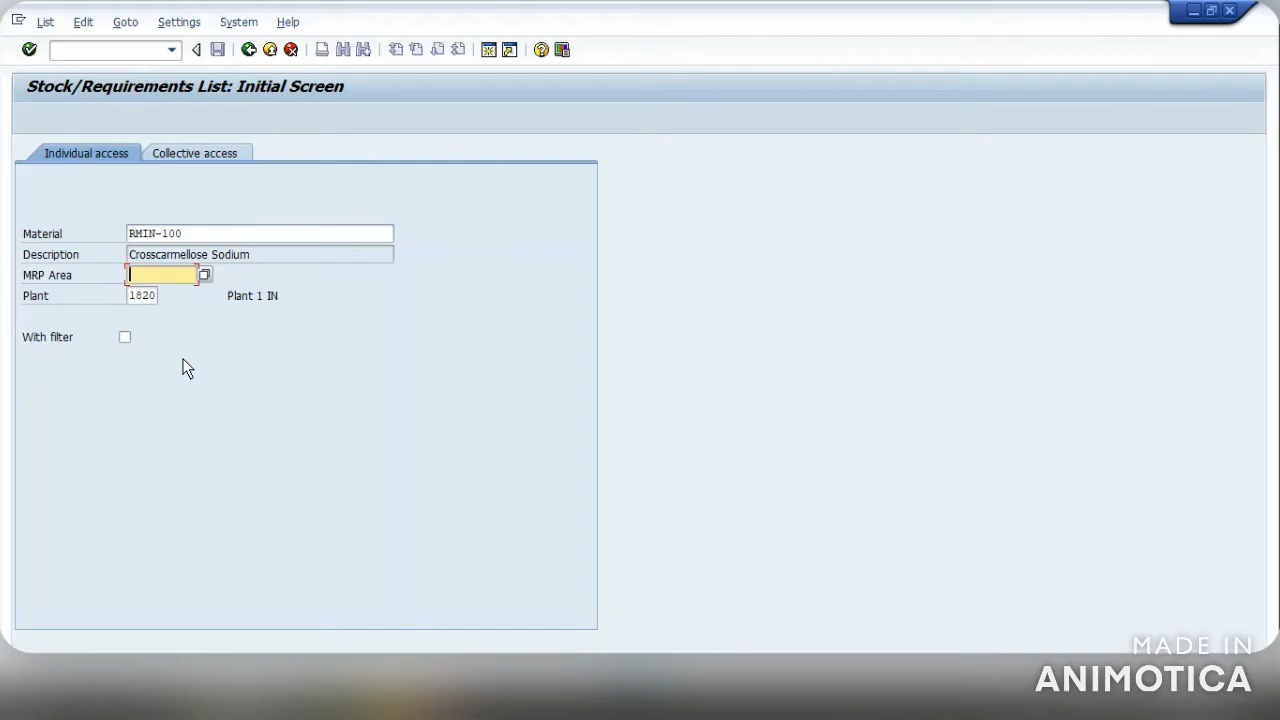 List Edit Goto Settings System Help
Stock/Requirements List: Initial Screen
Individual access Collective access
Material RMIN-100
Description Crosscarmellose Sodium
MRP Area
Plant 1820 Plant 1 IN
With filter
MADE IN
ANIMOTICA